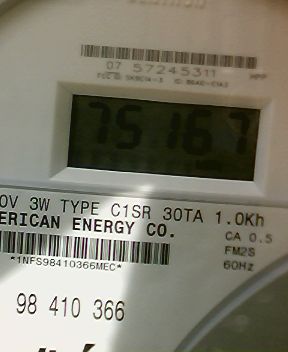 07 57245311 MPP
75167
0V 3W TYPE C1SR 30TA 1.0Kh
ERICAN ENERGY CO. CA 0.5
FM2S
*1NFS98410366MEC* 60Hz
98 410 366